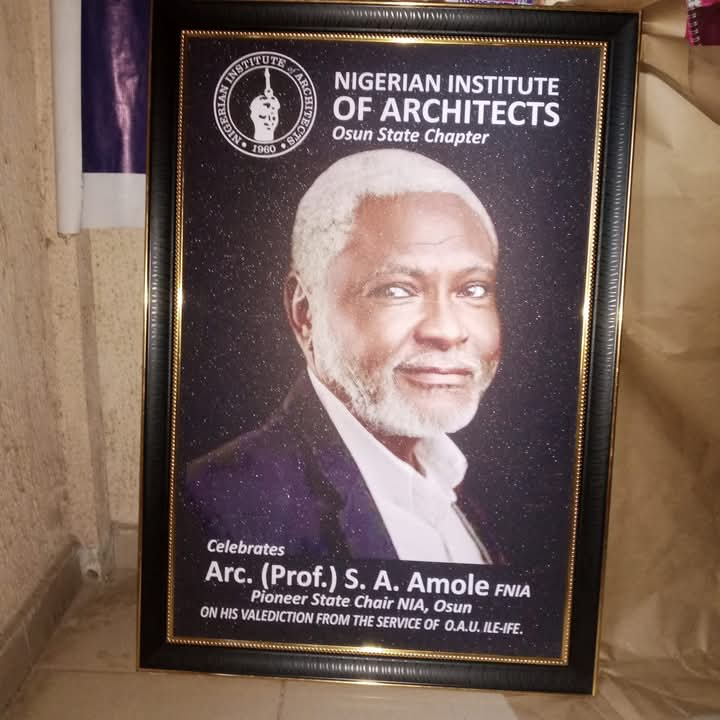 NIGERIAN INSTITUTE of ARCHITECTS
• 1960 •
NIGERIAN INSTITUTE
OF ARCHITECTS
Osun State Chapter
Celebrates
Arc. (Prof.) S. A. Amole FNIA
Pioneer State Chair NIA, Osun
ON HIS VALEDICTION FROM THE SERVICE OF O.A.U. ILE-IFE.